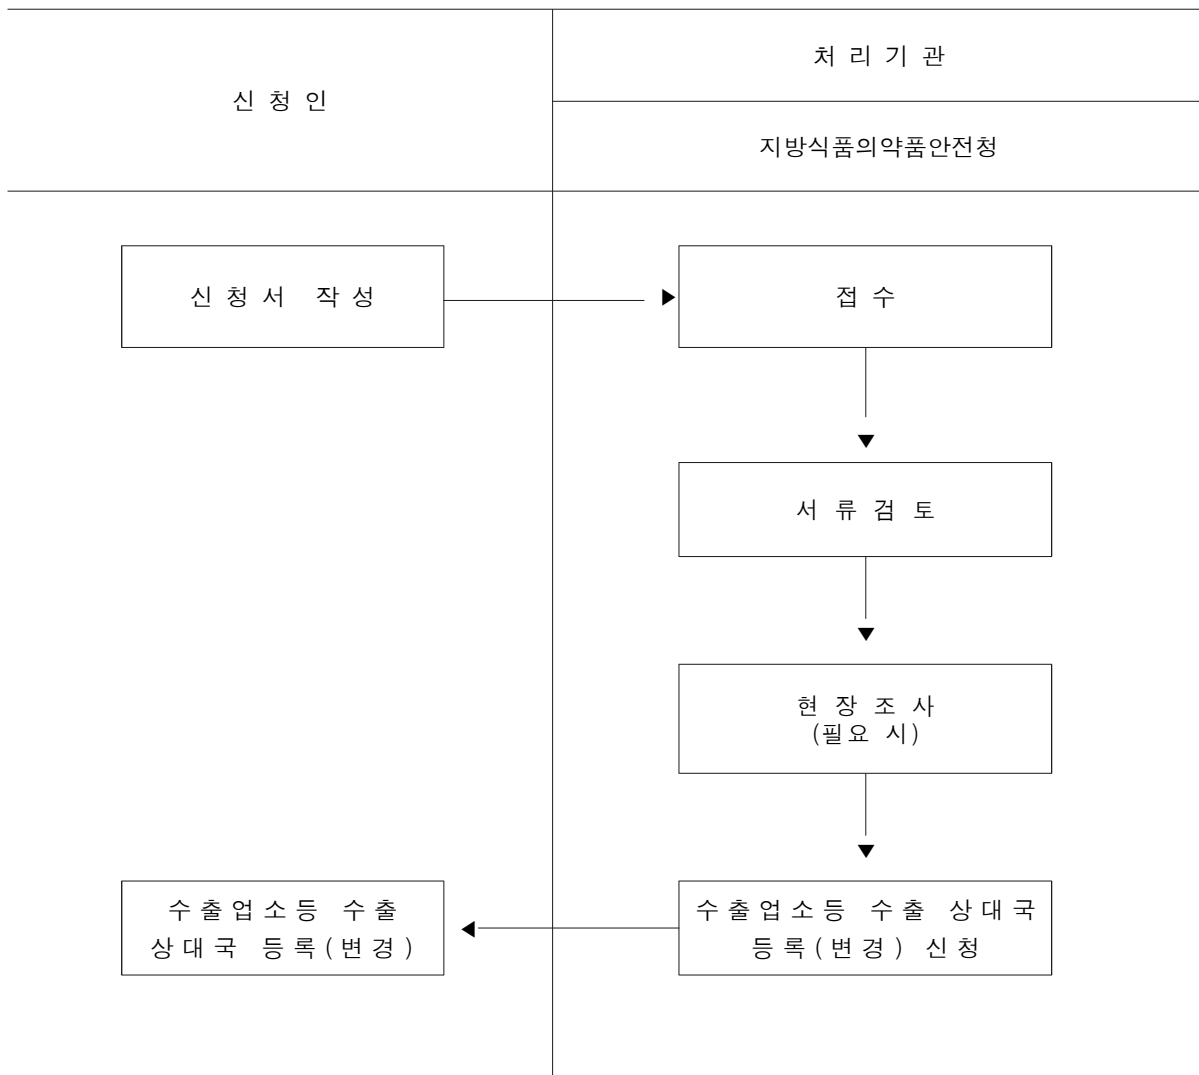 신청인
처리기관
지방식품의약품안전청
신청서 작성
접수
서류검토
현장조사
(필요 시)
수출업소등 수출
상대국 등록(변경)
수출업소등 수출 상대국
등록(변경) 신청